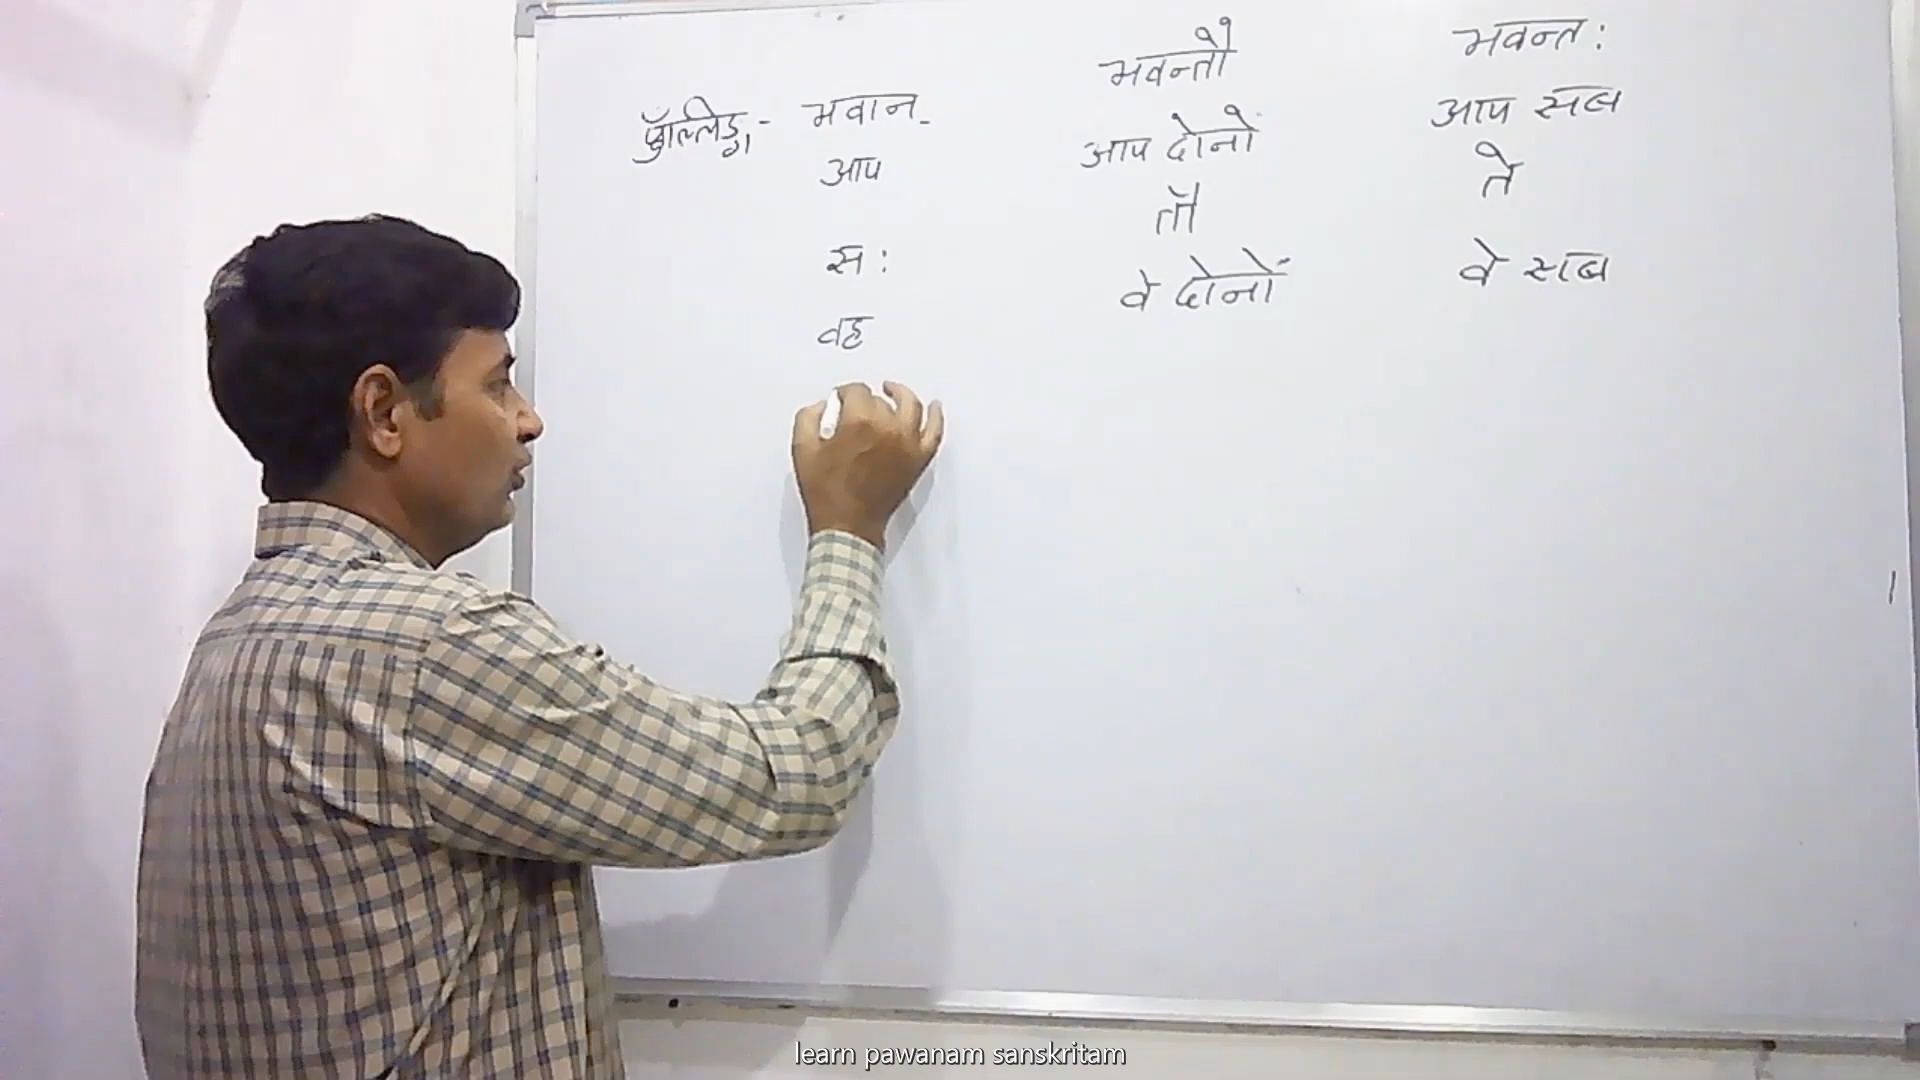 पुँल्लिङ्ग - भवान् भवन्तौ भवन्तः
आप आप दोनों आप सब
सः तौ ते
वह वे दोनों वे सब
learn pawanam sanskritam